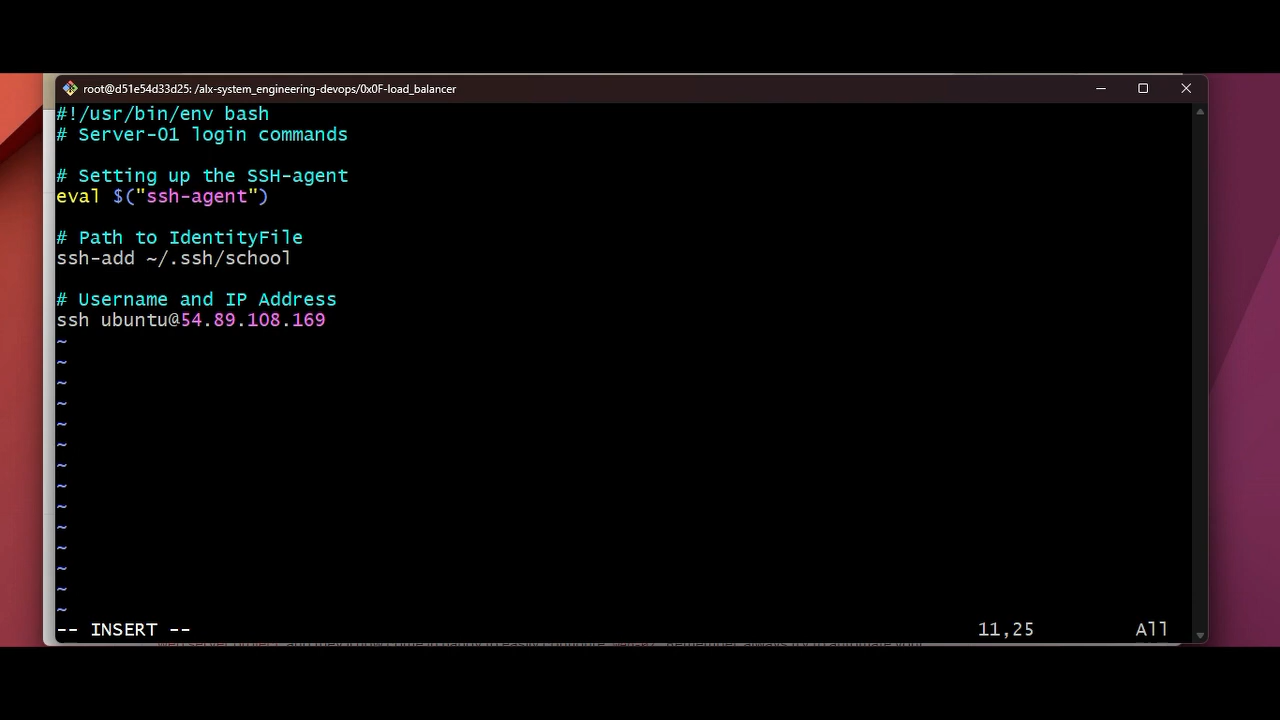 root@d51e54d33d25: /alx-system_engineering-devops/0x0F-load_balancer
#!/usr/bin/env bash
# Server-01 login commands
# Setting up the SSH-agent
eval $("ssh-agent")
# Path to IdentityFile
ssh-add ~/.ssh/school
# Username and IP Address
ssh ubuntu@54.89.108.169
~
~
~
~
~
~
~
~
~
~
~
~
~
~
-- INSERT -- 11,25 All